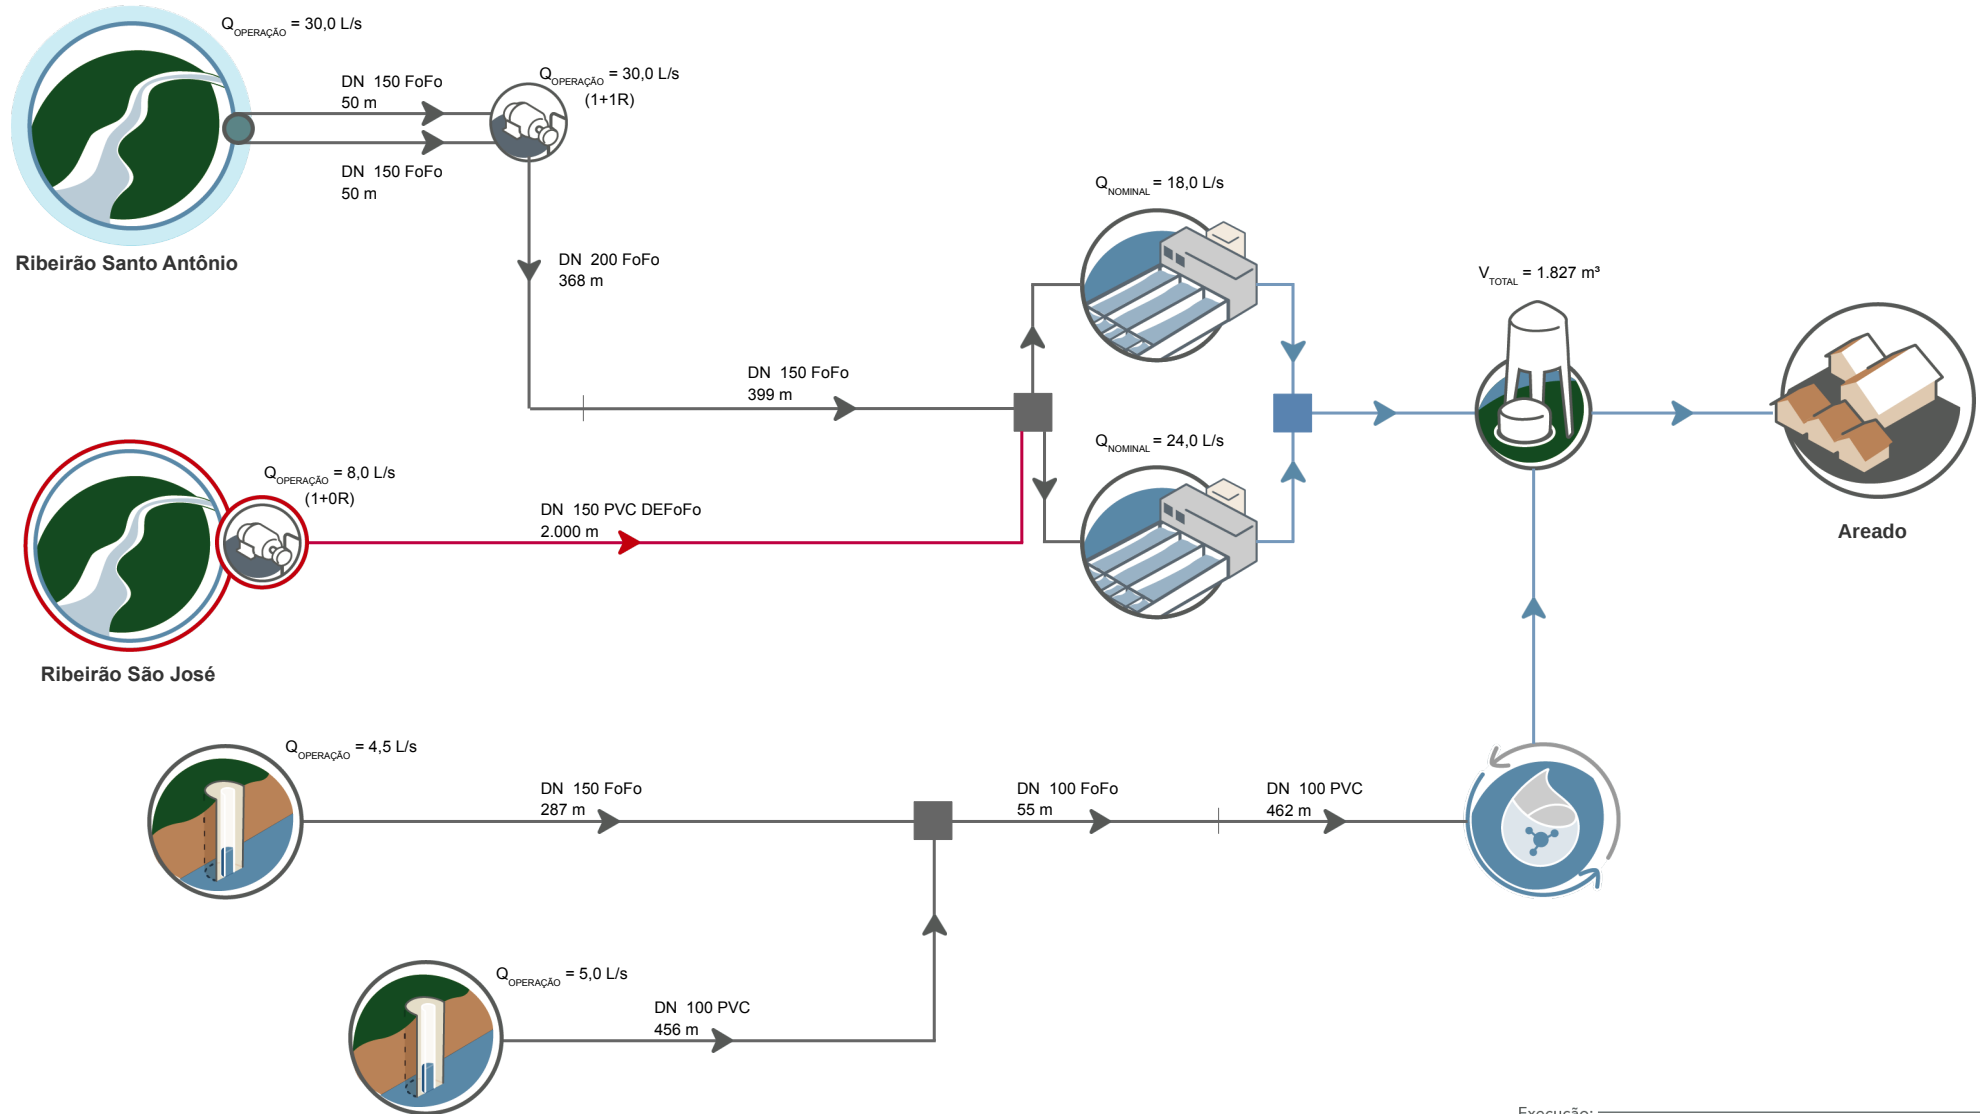 Q OPERAÇÃO = 30,0 L/s
DN 150 FoFo
50 m
Q OPERAÇÃO = 30,0 L/s
(1+1R)
DN 150 FoFo
50 m
Ribeirão Santo Antônio
DN 200 FoFo
368 m
Q NOMINAL = 18,0 L/s
V TOTAL = 1.827 m³
DN 150 FoFo
399 m
Q NOMINAL = 24,0 L/s
Q OPERAÇÃO = 8,0 L/s
(1+0R)
DN 150 PVC DEFoFo
2.000 m
Areado
Ribeirão São José
Q OPERAÇÃO = 4,5 L/s
DN 150 FoFo
287 m
DN 100 FoFo
55 m
DN 100 PVC
462 m
Q OPERAÇÃO = 5,0 L/s
DN 100 PVC
456 m
Execução: